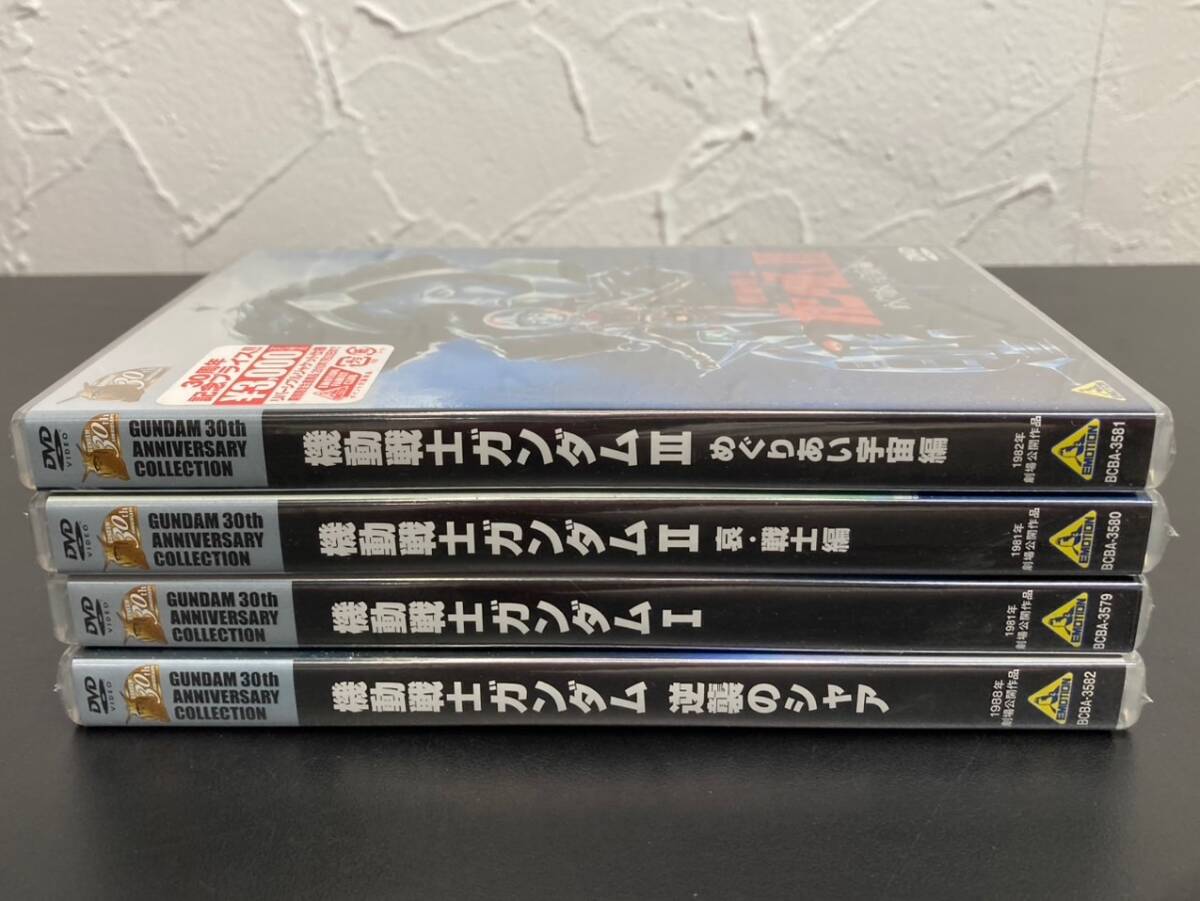 30周年
記念プライス!!
¥3,000
30th
DVD
VIDEO
30th
GUNDAM 30th
ANNIVERSARY
COLLECTION
機動戦士ガンダムIII めぐりあい宇宙編
1982年
劇場公開作品
EMOTION
BCBA-3581
DVD
VIDEO
30th
GUNDAM 30th
ANNIVERSARY
COLLECTION
機動戦士ガンダムII 哀・戦士編
1981年
劇場公開作品
EMOTION
BCBA-3580
DVD
VIDEO
30th
GUNDAM 30th
ANNIVERSARY
COLLECTION
機動戦士ガンダムI
1981年
劇場公開作品
EMOTION
BCBA-3579
DVD
VIDEO
30th
GUNDAM 30th
ANNIVERSARY
COLLECTION
機動戦士ガンダム 逆襲のシャア
1988年
劇場公開作品
EMOTION
BCBA-3582